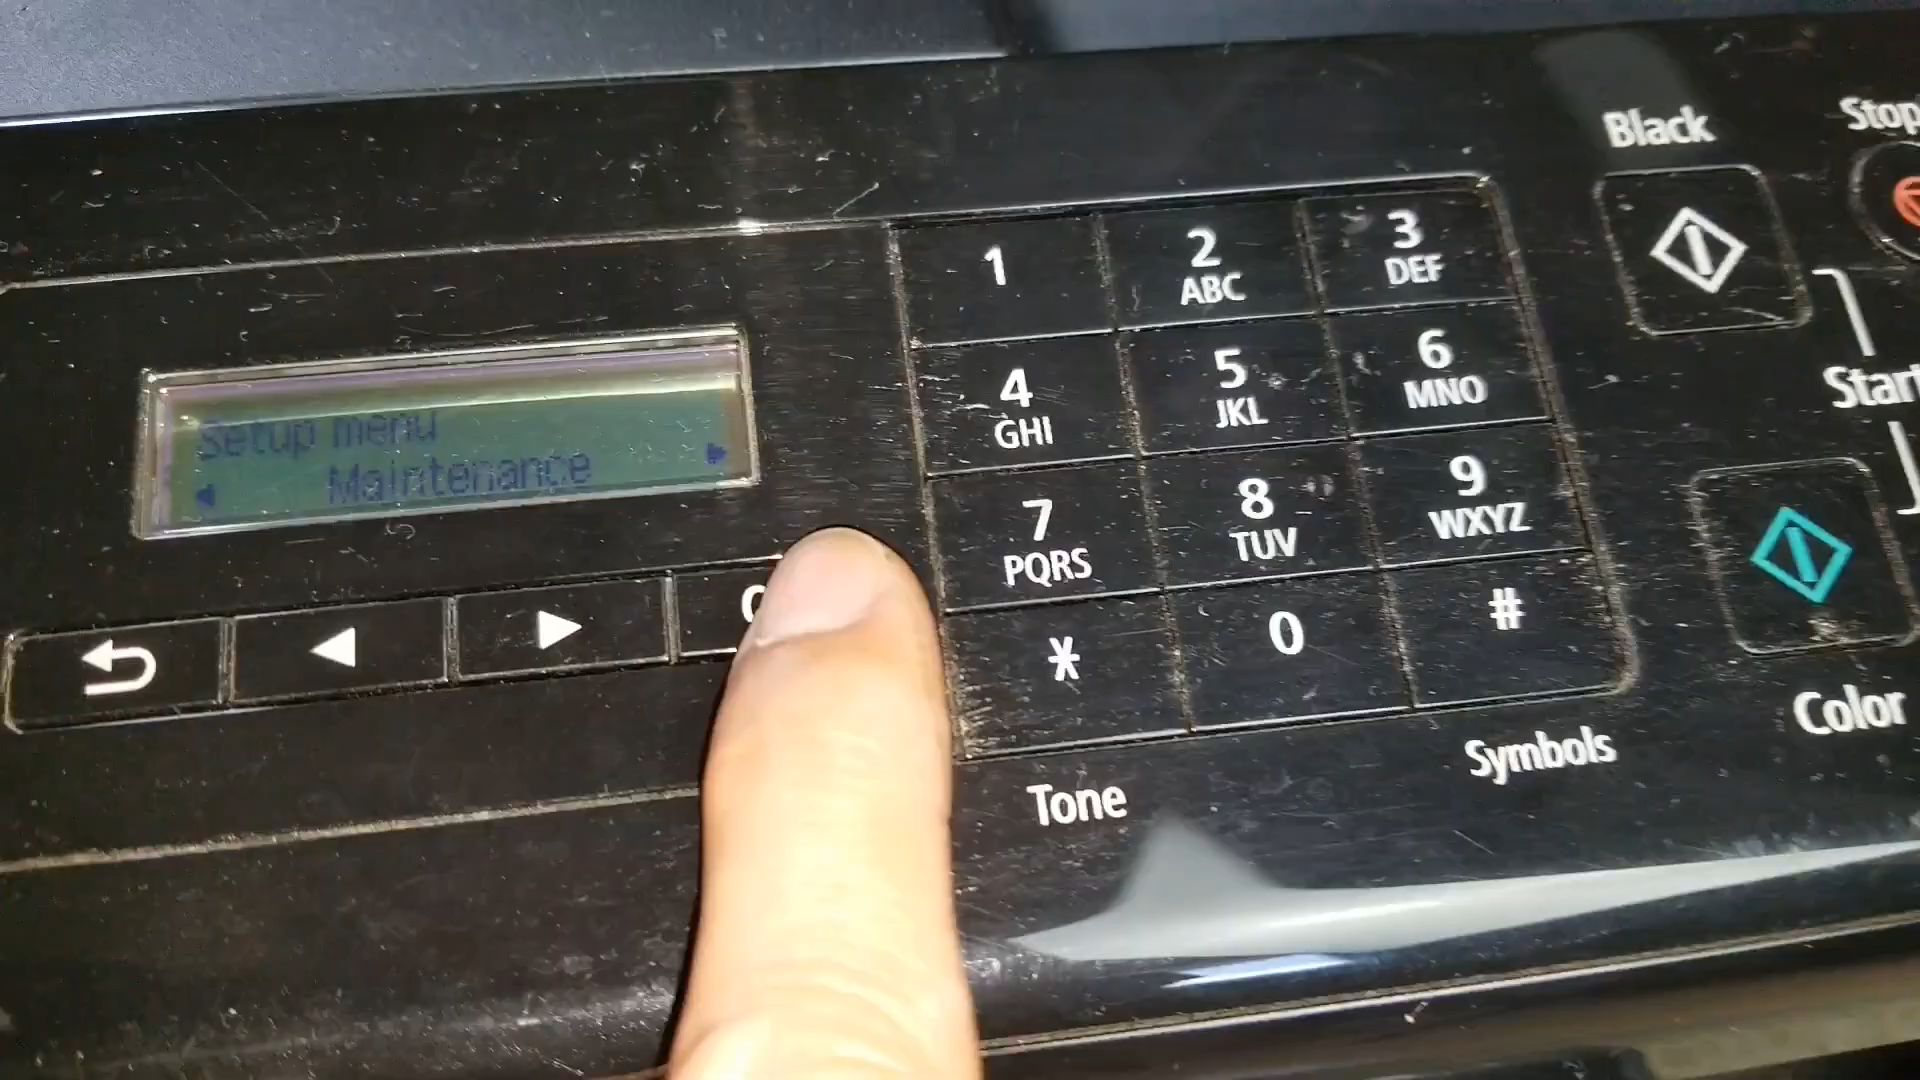 Setup menu
Maintenance
1
2
ABC
3
DEF
4
GHI
5
JKL
6
MNO
7
PQRS
8
TUV
9
WXYZ
*
0
#
Tone
Symbols
Black
Stop
Start
Color